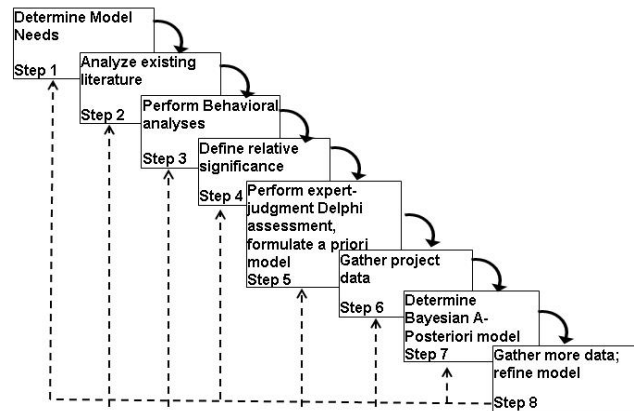 Determine Model
Needs
Step 1
Analyze existing
literature
Step 2
Perform Behavioral
analyses
Step 3
Define relative
significance
Step 4
Perform expert-
judgment Delphi
assessment,
formulate a priori
model
Step 5
Gather project
data
Step 6
Determine
Bayesian A-
Posteriori model
Step 7
Gather more data;
refine model
Step 8